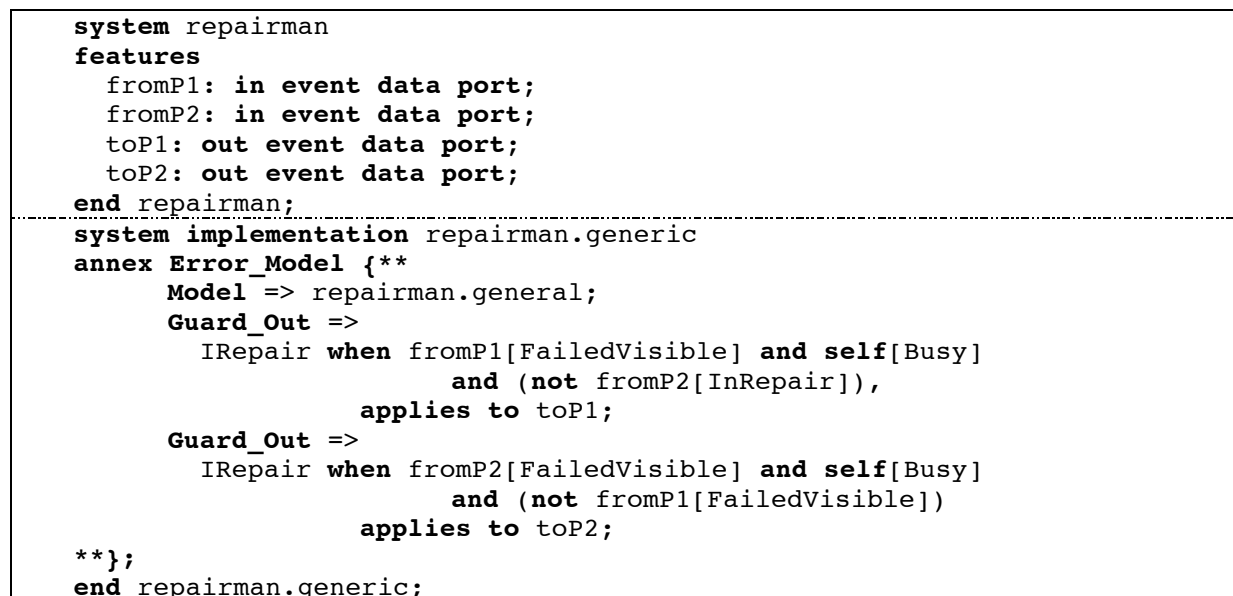 system repairman
features
fromP1: in event data port;
fromP2: in event data port;
toP1: out event data port;
toP2: out event data port;
end repairman;
system implementation repairman.generic
annex Error_Model {**
Model => repairman.general;
Guard_Out =>
IRepair when fromP1[FailedVisible] and self[Busy]
and (not fromP2[InRepair]),
applies to toP1;
Guard_Out =>
IRepair when fromP2[FailedVisible] and self[Busy]
and (not fromP1[FailedVisible])
applies to toP2;
**};
end repairman.generic;